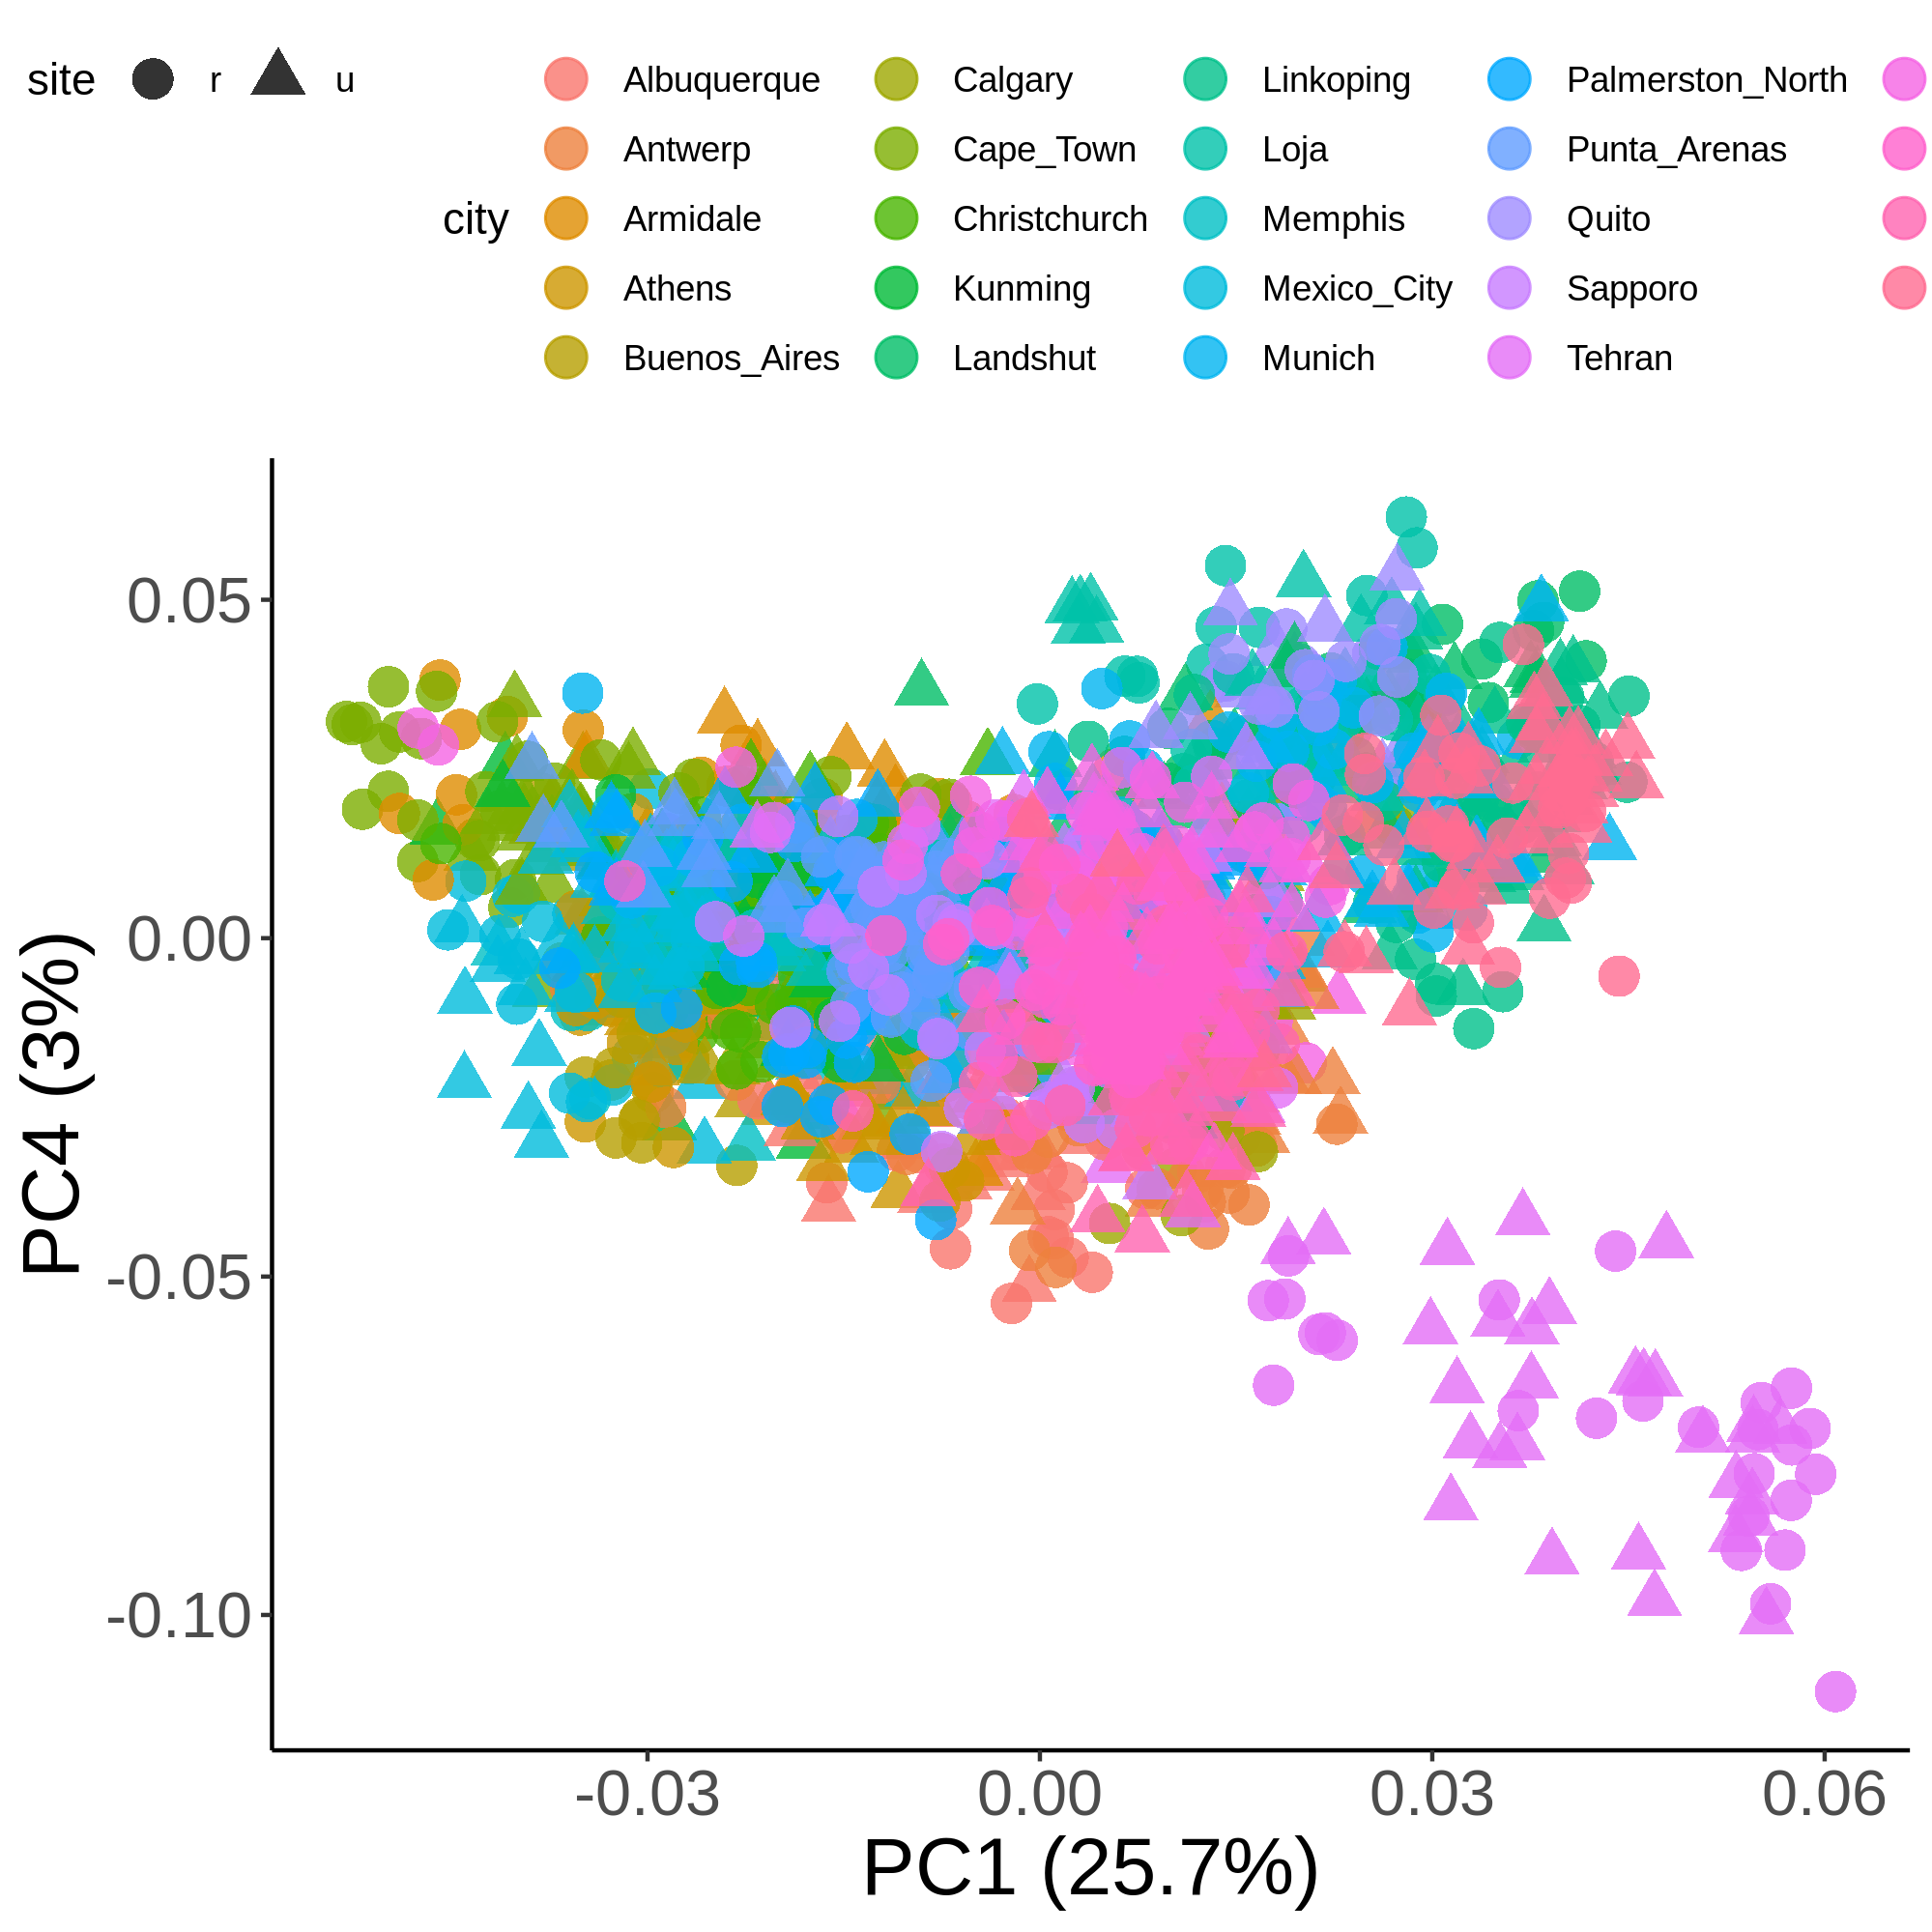 site r u Albuquerque Calgary Linkoping Palmerston_North
Antwerp Cape_Town Loja Punta_Arenas
city Armidale Christchurch Memphis Quito
Athens Kunming Mexico_City Sapporo
Buenos_Aires Landshut Munich Tehran
0.05
0.00
-0.05
-0.10
PC4 (3%)
-0.03 0.00 0.03 0.06
PC1 (25.7%)